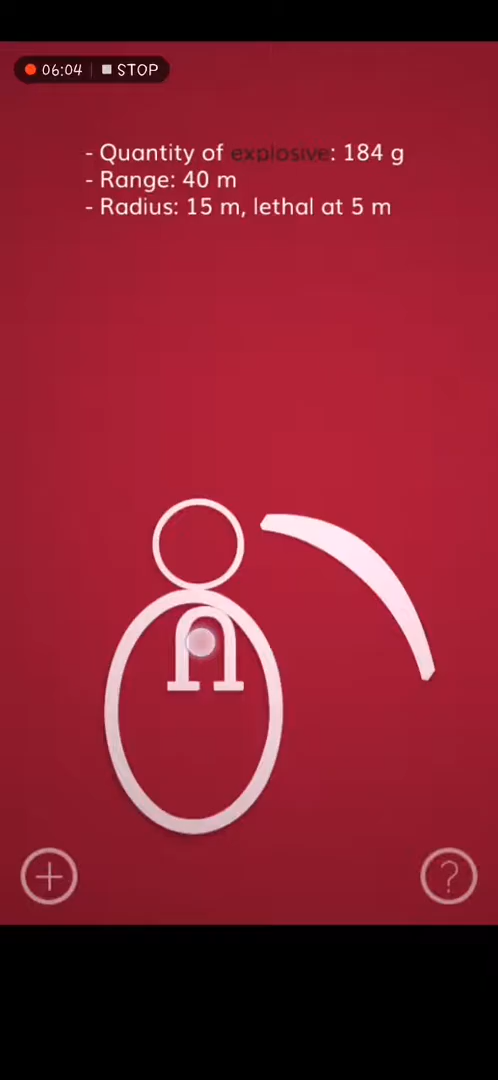 06:04 STOP
- Quantity of explosive: 184 g
- Range: 40 m
- Radius: 15 m, lethal at 5 m
?